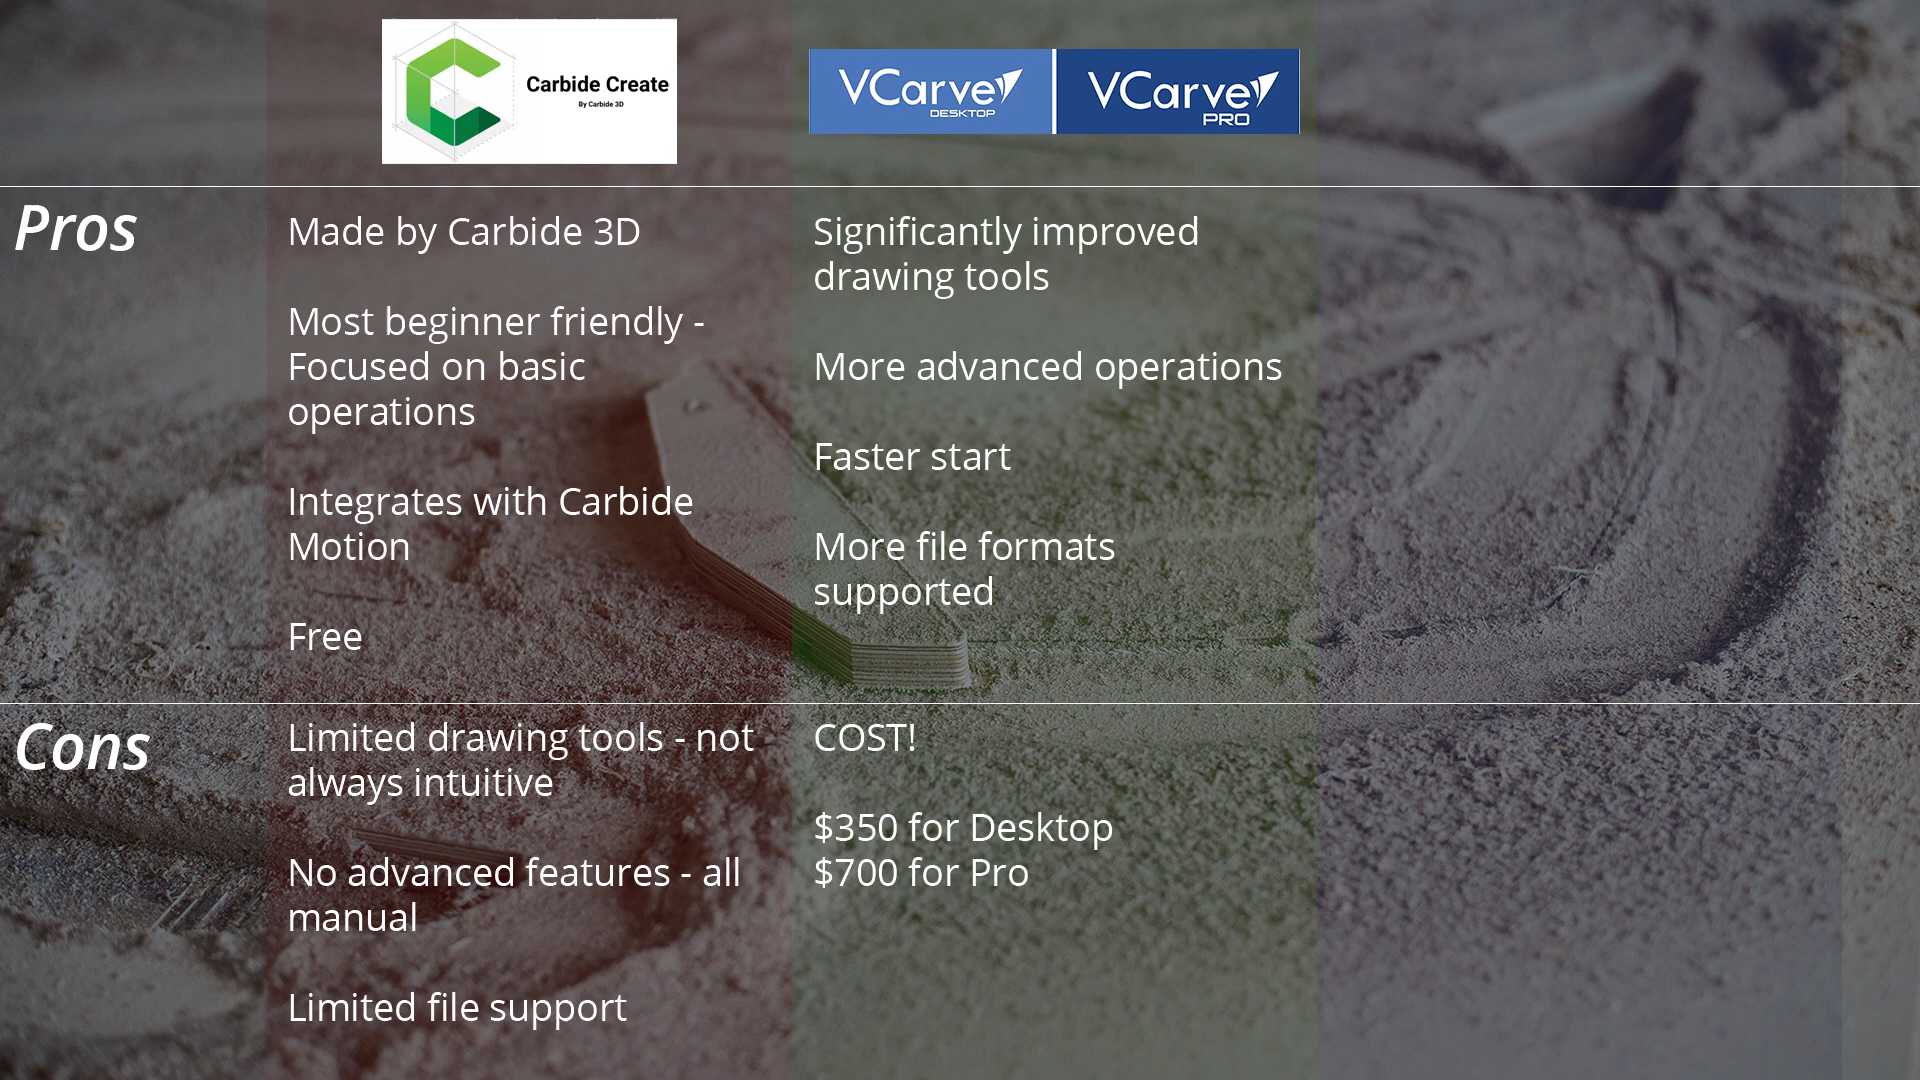 Carbide Create
By Carbide 3D
VCarve
DESKTOP
VCarve
PRO
Pros
Made by Carbide 3D
Most beginner friendly -
Focused on basic
operations
Integrates with Carbide
Motion
Free
Significantly improved
drawing tools
More advanced operations
Faster start
More file formats
supported
Cons
Limited drawing tools - not
always intuitive
No advanced features - all
manual
Limited file support
COST!
$350 for Desktop
$700 for Pro